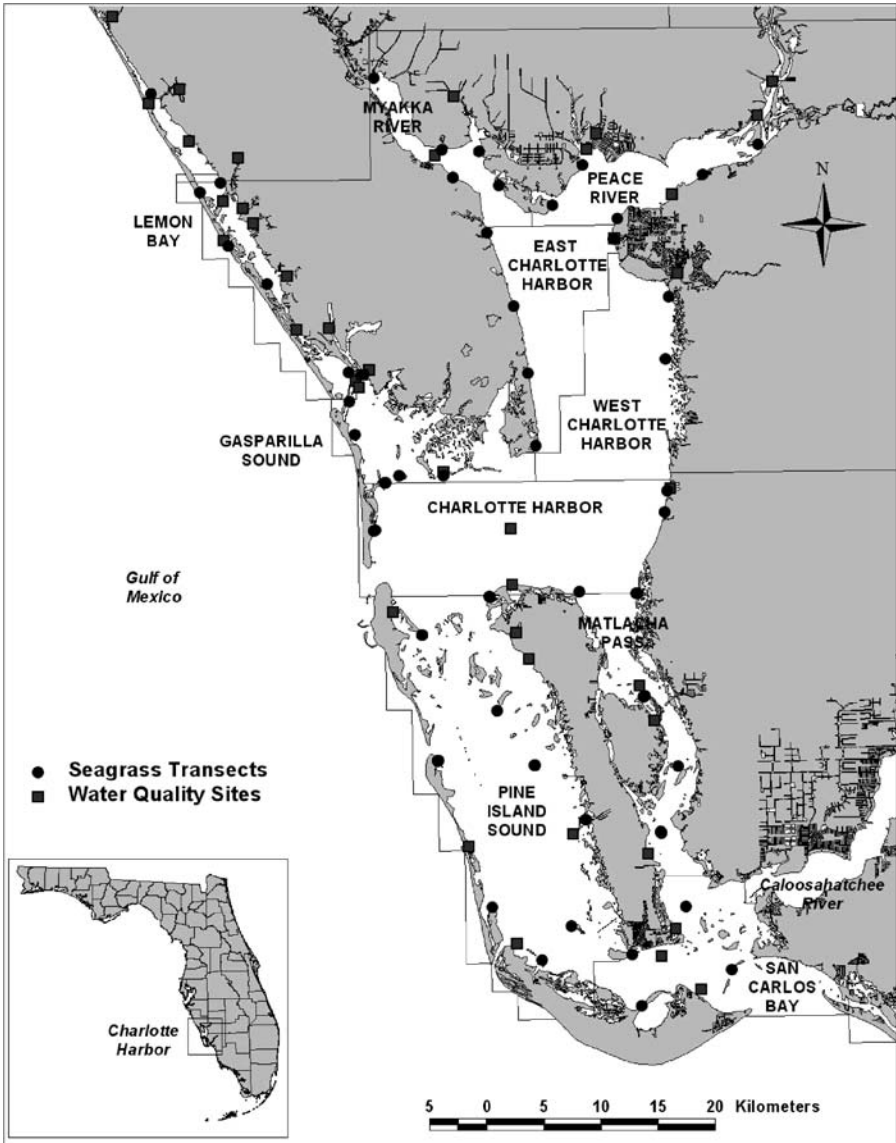 MYAKKA
RIVER
N
PEACE
RIVER
LEMON
BAY
EAST
CHARLOTTE
HARBOR
WEST
CHARLOTTE
HARBOR
GASPARILLA
SOUND
CHARLOTTE HARBOR
Gulf of
Mexico
MATLACHA
PASS
Seagrass Transects
Water Quality Sites
PINE
ISLAND
SOUND
Caloosahatchee
River
SAN
CARLOS
BAY
Charlotte
Harbor
5 0 5 10 15 20 Kilometers